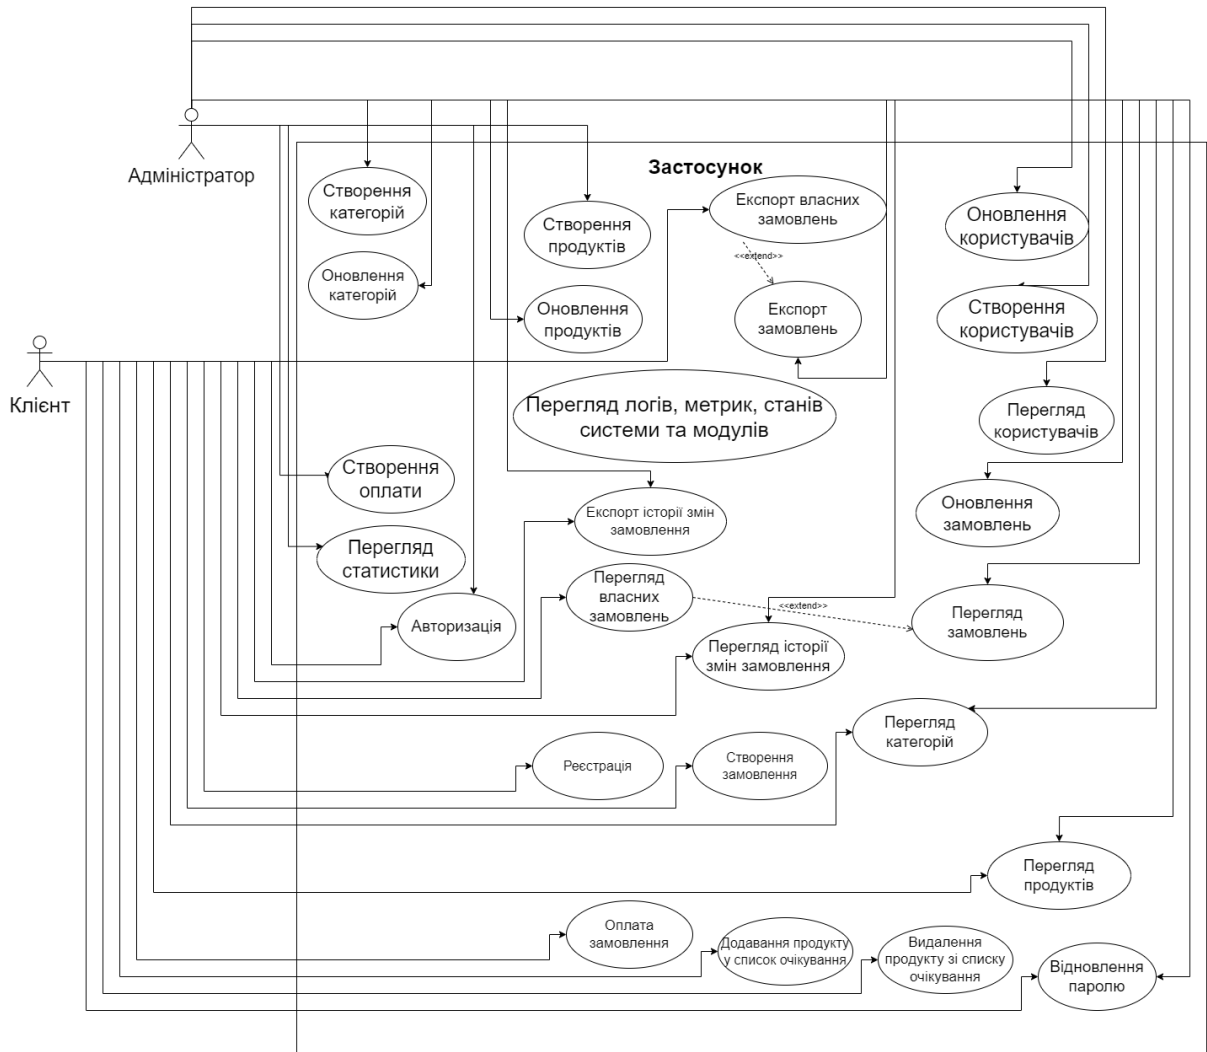 Застосунок
Адміністратор
Створення
категорій
Експорт власних
замовлень
Створення
продуктів
Оновлення
користувачів
<<extend>>
Оновлення
категорій
Оновлення
продуктів
Експорт
замовлень
Створення
користувачів
Клієнт
Перегляд логів, метрик, станів
системи та модулів
Перегляд
користувачів
Створення
оплати
Експорт історії змін
замовлення
Оновлення
замовлень
Перегляд
статистики
Перегляд
власних
замовлень
<<extend>>
Перегляд
замовлень
Авторизація
Перегляд історії
змін замовлення
Перегляд
категорій
Реєстрація
Створення
замовлення
Перегляд
продуктів
Оплата
замовлення
Додавання продукту
у список очікування
Видалення
продукту зі списку
очікування
Відновлення
паролю